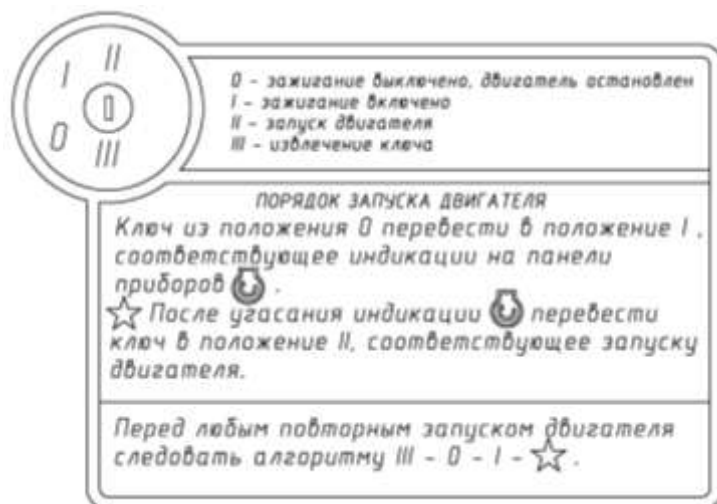 I II
0 III
0 - зажигание выключено, двигатель остановлен
I - зажигание включено
II - запуск двигателя
III - извлечение ключа
ПОРЯДОК ЗАПУСКА ДВИГАТЕЛЯ
Ключ из положения 0 перевести в положение I ,
соответствующее индикации на панели
приборов .
☆ После угасания индикации перевести
ключ в положение II, соответствующее запуску
двигателя.
Перед любым повторным запуском двигателя
следовать алгоритму III - 0 - I - ☆ .